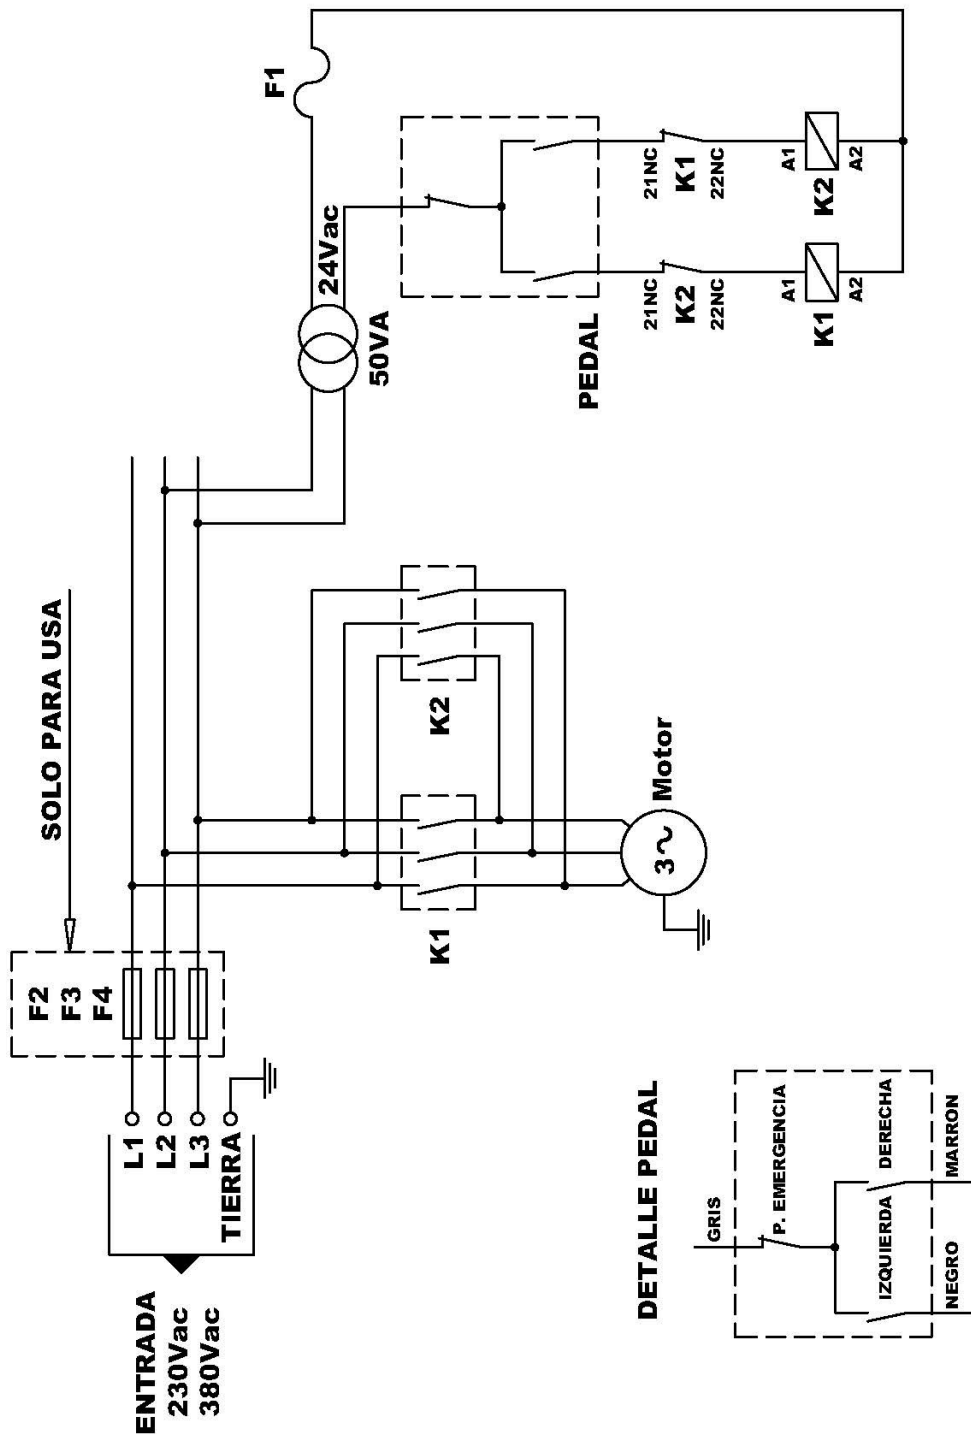 ENTRADA
230Vac
380Vac
L1
L2
L3
TIERRA
F2
F3
F4
SOLO PARA USA
K1
K2
3~
Motor
50VA
24Vac
F1
PEDAL
21NC
K2
22NC
21NC
K1
22NC
A1
K1
A2
A1
K2
A2
DETALLE PEDAL
GRIS
P. EMERGENCIA
IZQUIERDA
DERECHA
NEGRO
MARRON